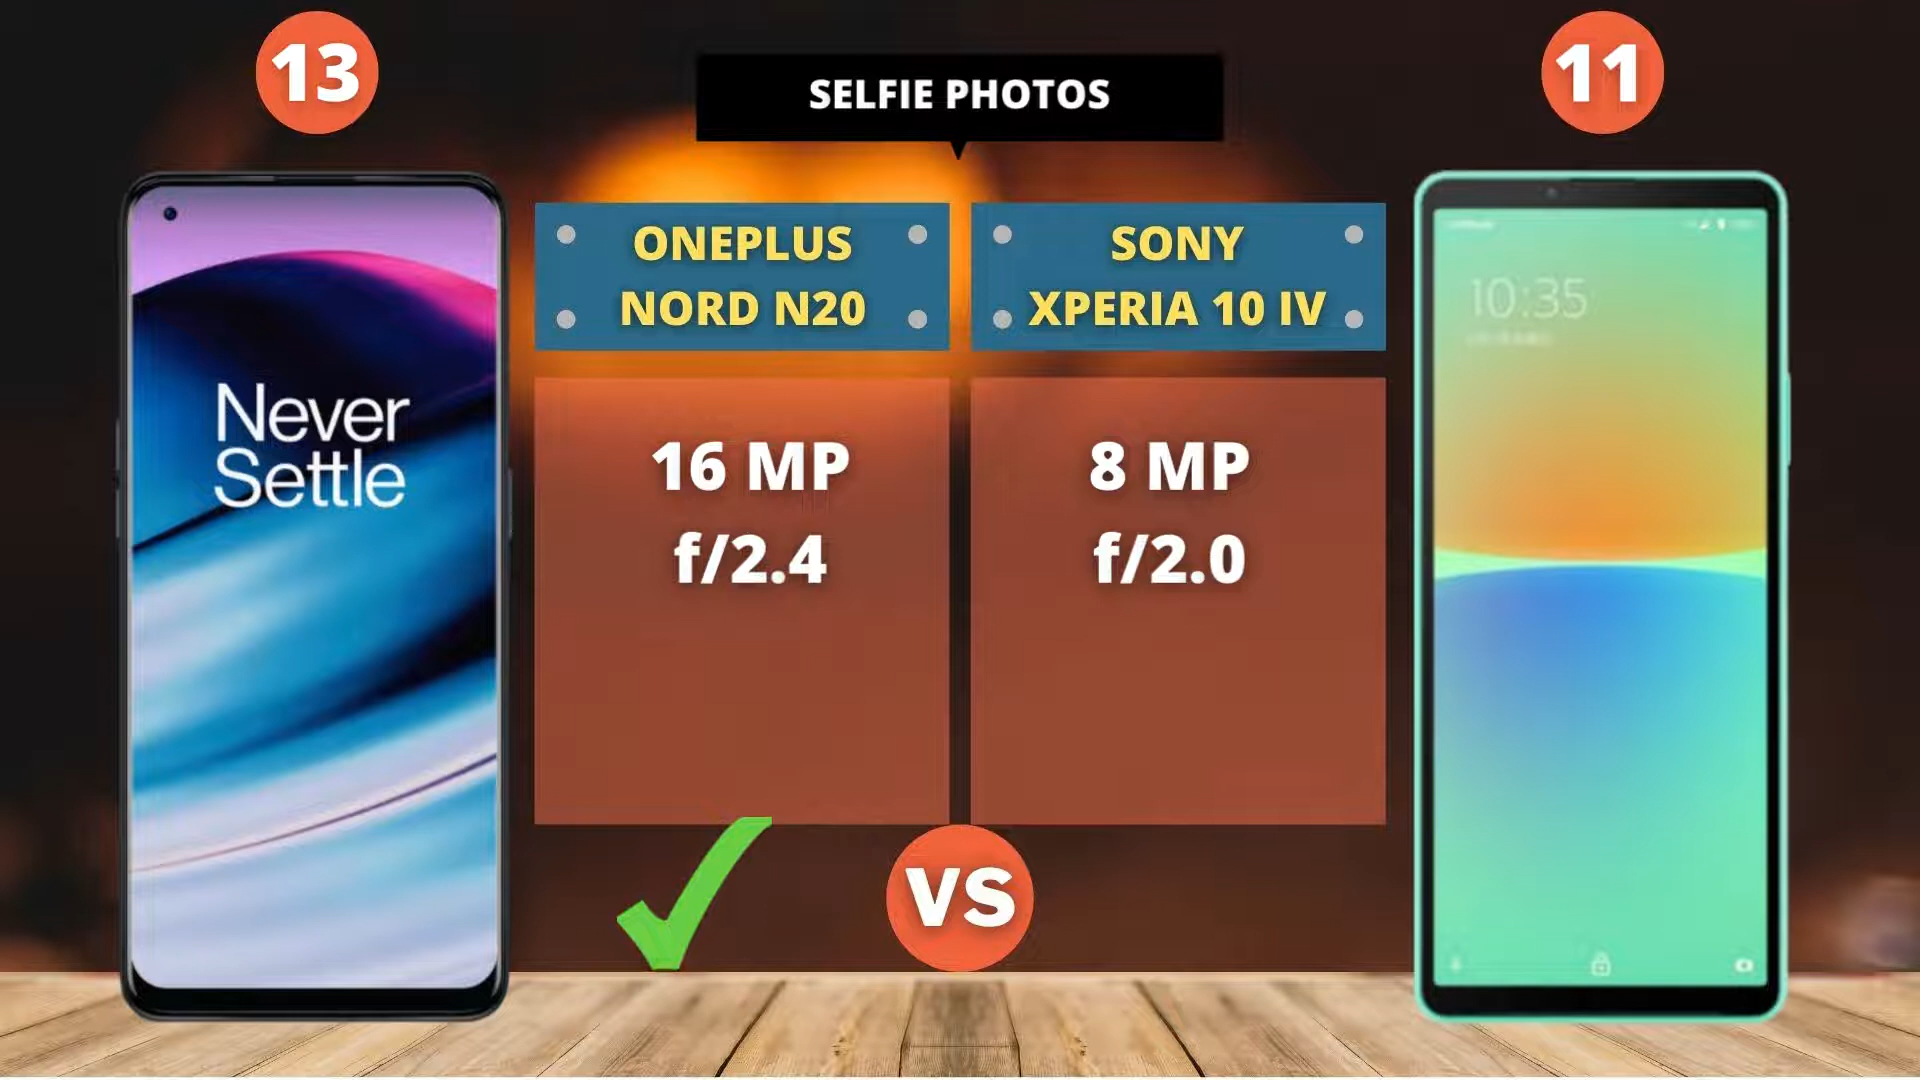 13
SELFIE PHOTOS
11
ONEPLUS
NORD N20
SONY
XPERIA 10 IV
Never
Settle
16 MP
f/2.4
8 MP
f/2.0
10:35
VS